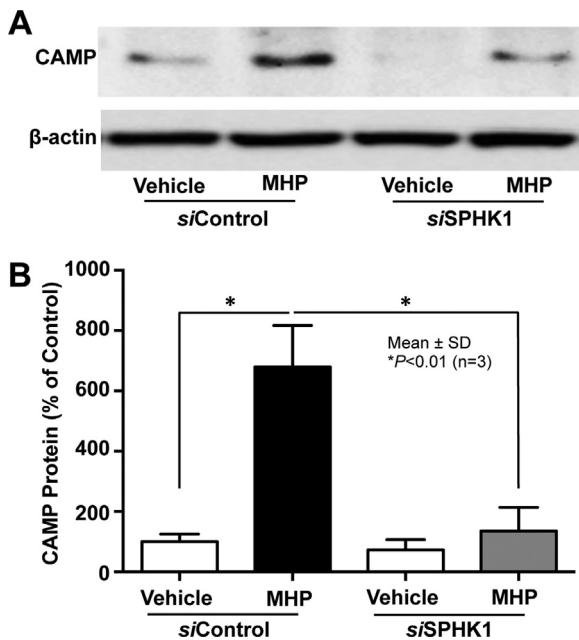 A
CAMP
β-actin
Vehicle MHP Vehicle MHP
siControl siSPHK1
B
CAMP Protein (% of Control)
1000
800
600
400
200
0
* *
Mean ± SD
*P<0.01 (n=3)
Vehicle MHP Vehicle MHP
siControl siSPHK1